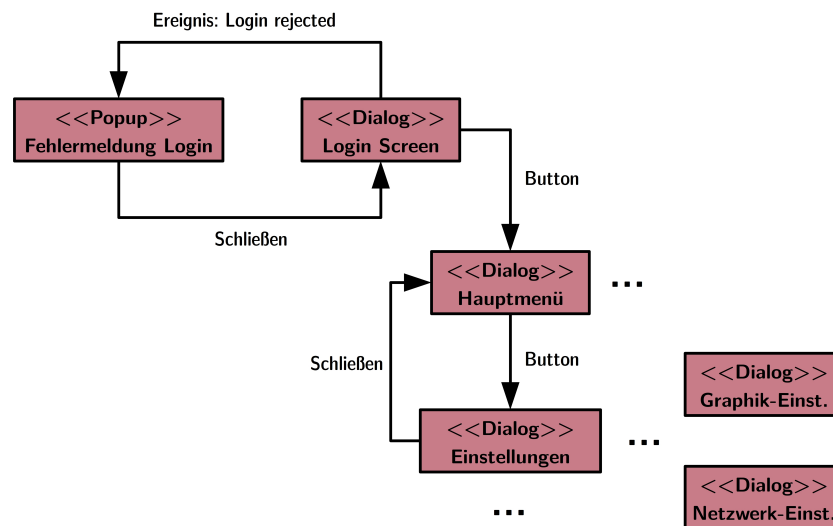 Ereignis: Login rejected
<<Popup>>
Fehlermeldung Login
<<Dialog>>
Login Screen
Button
Schließen
<<Dialog>>
Hauptmenü
...
Schließen
Button
<<Dialog>>
Graphik-Einst.
<<Dialog>>
Einstellungen
...
<<Dialog>>
Netzwerk-Einst.
...